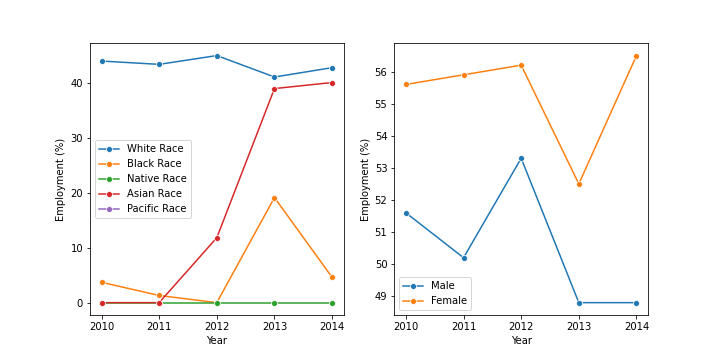 40
30
20
10
0
Employment (%)
White Race
Black Race
Native Race
Asian Race
Pacific Race
2010 2011 2012 2013 2014
Year
56
55
54
53
52
51
50
49
Employment (%)
Male
Female
2010 2011 2012 2013 2014
Year